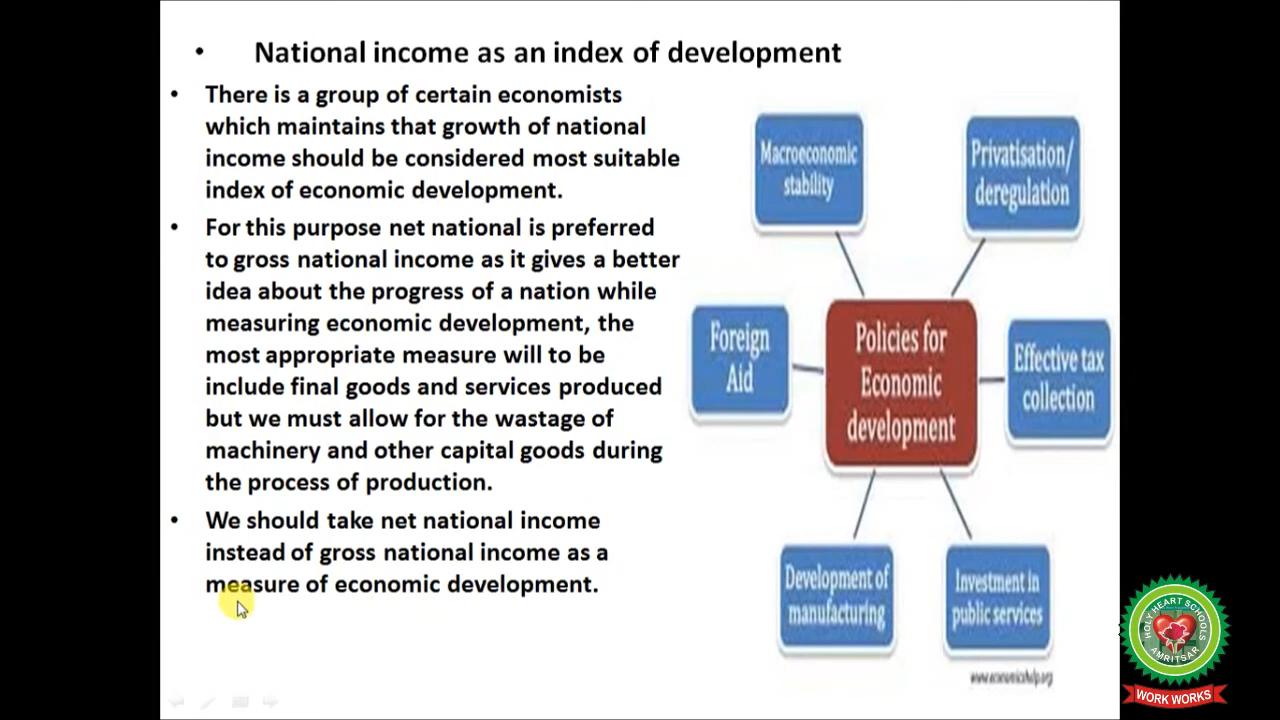 • National income as an index of development
• There is a group of certain economists
which maintains that growth of national
income should be considered most suitable
index of economic development.
• For this purpose net national is preferred
to gross national income as it gives a better
idea about the progress of a nation while
measuring economic development, the
most appropriate measure will to be
include final goods and services produced
but we must allow for the wastage of
machinery and other capital goods during
the process of production.
• We should take net national income
instead of gross national income as a
measure of economic development.
Macroeconomic
stability
Privatisation/
deregulation
Foreign
Aid
Policies for
Economic
development
Effective tax
collection
Development of
manufacturing
Investment in
public services
www.economicshelp.org
HOLY HEART SCHOOLS
AMRITSAR
WORK WORKS